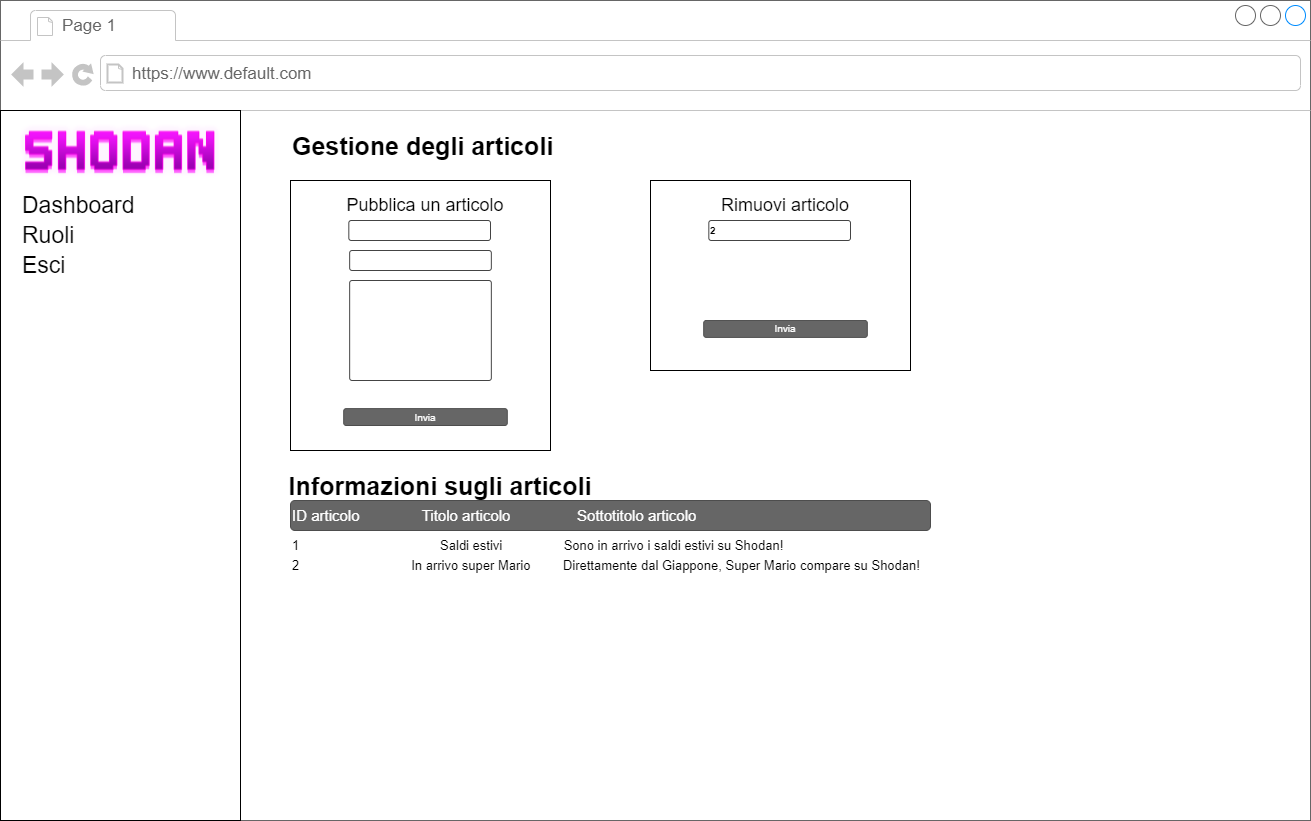 Page 1
https://www.default.com
SHODAN
Dashboard
Ruoli
Esci
Gestione degli articoli
Pubblica un articolo
Invia
Rimuovi articolo
2
Invia
Informazioni sugli articoli
ID articolo Titolo articolo Sottotitolo articolo
1 Saldi estivi Sono in arrivo i saldi estivi su Shodan!
2 In arrivo super Mario Direttamente dal Giappone, Super Mario compare su Shodan!